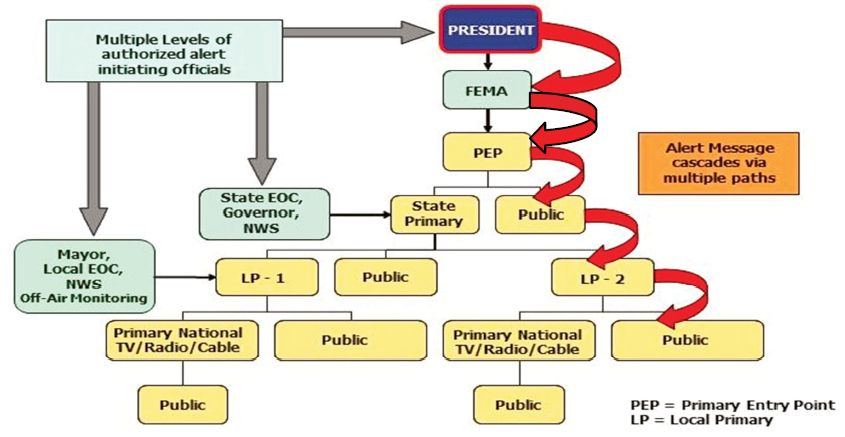 Multiple Levels of
authorized alert
initiating officials
PRESIDENT
FEMA
PEP
Alert Message
cascades via
multiple paths
State EOC,
Governor,
NWS
State
Primary
Public
Mayor,
Local EOC,
NWS
Off-Air Monitoring
LP - 1
Public
LP - 2
Primary National
TV/Radio/Cable
Public
Primary National
TV/Radio/Cable
Public
Public
Public
PEP = Primary Entry Point
LP = Local Primary